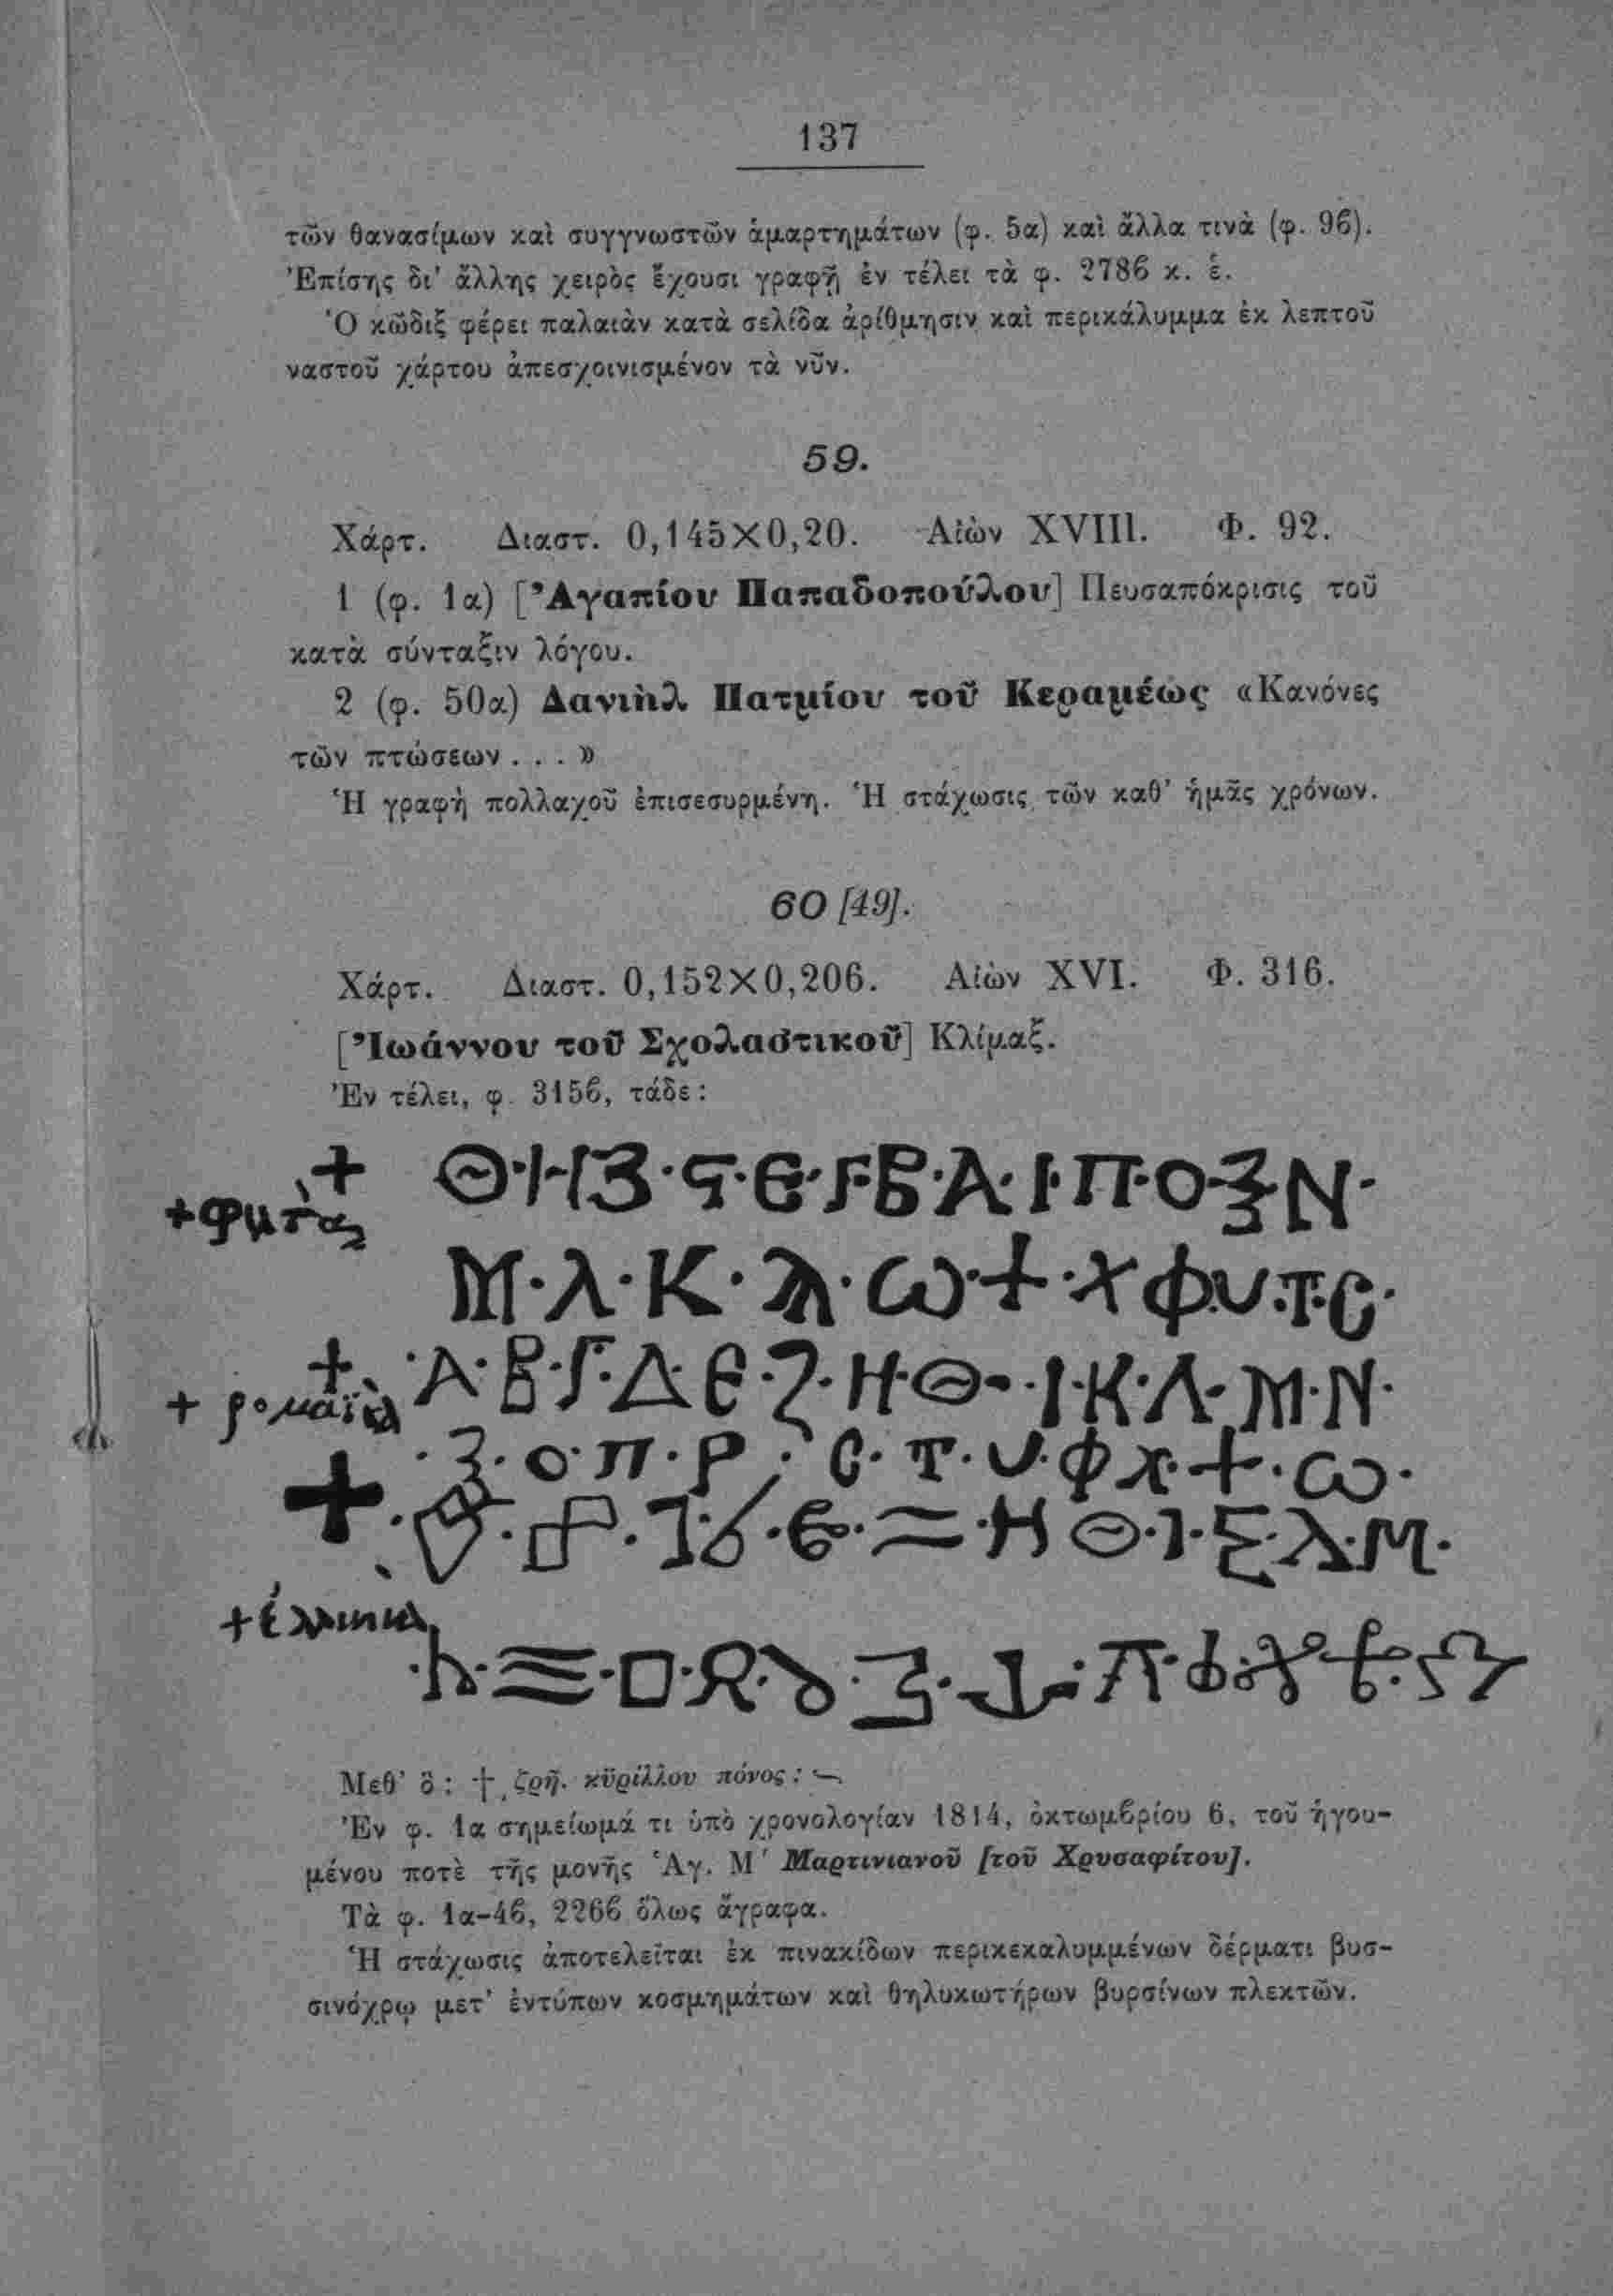 137
τῶν θανασίμων καὶ συγγνωστῶν ἁμαρτημάτων (φ. 5α) καὶ ἄλλα τινὰ (φ. 9ϐ).
Ἐπίσης δι' ἄλλης χειρὸς ἔχουσι γραφῇ ἐν τέλει τὰ φ. 278ϐ κ. ἑ.
Ὁ κῶδιξ φέρει παλαιὰν κατὰ σελίδα ἀρίθμησιν καὶ περικάλυμμα ἐκ λεπτοῦ
ναστοῦ χάρτου ἀπεσχοινισμένον τὰ νῦν.
59.
Χάρτ. Διαστ. 0,145×0,20. Αἰὼν XVIII. Φ. 92.
1 (φ. 1α) [Ἀγαπίου Παπαδοπούλου] Πευσαπόκρισις τοῦ
κατὰ σύνταξιν λόγου.
2 (φ. 50α) Δανιὴλ Πατμίου τοῦ Κεραμέως «Κανόνες
τῶν πτώσεων . . . »
Ἡ γραφὴ πολλαχοῦ ἐπισεσυρμένη. Ἡ στάχωσις τῶν καθ' ἡμᾶς χρόνων.
60 [49].
Χάρτ. Διαστ. 0,152×0,206. Αἰὼν XVI. Φ. 316.
[Ἰωάννου τοῦ Σχολαστικοῦ] Κλίμαξ.
Ἐν τέλει, φ. 315ϐ, τάδε:
+ Θ·Η Ζ·Ϛ·Ε·Γ Β·Α·Ι·Π·Ο·Ξ Ν·
Μ·Λ·Κ·ϡ·Ω·Ψ·Χ Φ·Υ·Τ·C·
+ ρομαϊκὰ + ·Α·Β·Γ·Δ·Ε·Ζ·Η·Θ·Ι·Κ·Λ·Μ·Ν·
·Ξ·Ο·Π·Ρ·C·Τ·Υ·Φ Χ·Ψ·Ω·
+ἑλληνικὰ
Μεθ' ὃ: †, ζρῆ. κϋρίλλου πόνος:
Ἐν φ. 1α σημείωμά τι ὑπὸ χρονολογίαν 1814, ὀκτωμϐρίου 6, τοῦ ἡγου-
μένου ποτὲ τῆς μονῆς Ἁγ. Μ′ Μαρτινιανοῦ [τοῦ Χρυσαφίτου].
Τὰ φ. 1α-4ϐ, 226ϐ ὅλως ἄγραφα.
Ἡ στάχωσις ἀποτελεῖται ἐκ πινακίδων περικεκαλυμμένων δέρματι βυσ-
σινόχρῳ μετ' ἐντύπων κοσμημάτων καὶ θηλυκωτήρων βυρσίνων πλεκτῶν.